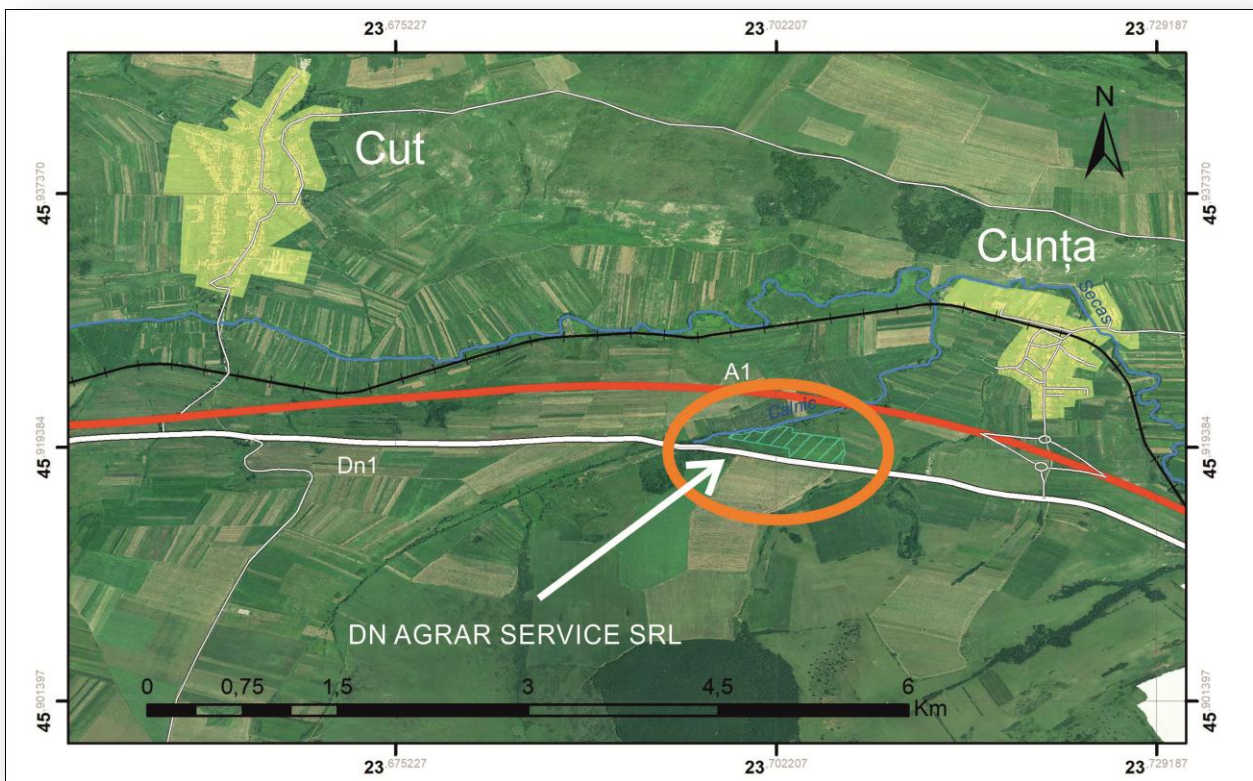 23,675227 23,702207 23,729187
N
Cut
45,937370 45,937370
Cunța
Secas
A1
Calnic
45,919384 45,919384
Dn1
DN AGRAR SERVICE SRL
0 0,75 1,5 3 4,5 6
Km
45,901397 45,901397
23,675227 23,702207 23,729187